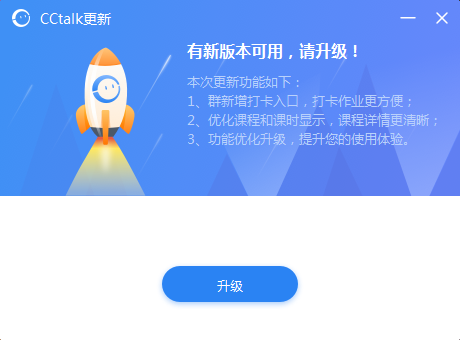 CCtalk更新
有新版本可用，请升级！
本次更新功能如下：
1、群新增打卡入口，打卡作业更方便；
2、优化课程和课时显示，课程详情更清晰；
3、功能优化升级，提升您的使用体验。
升级